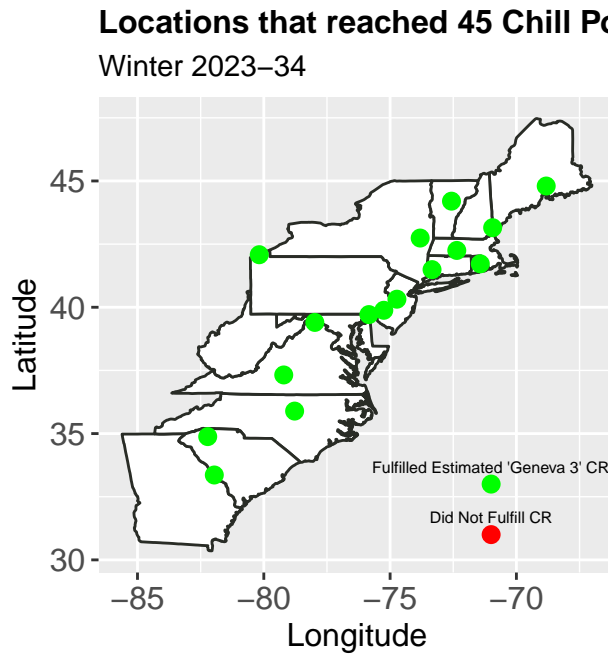 Locations that reached 45 Chill Po
Winter 2023–34
45
40
35
30
Latitude
Fulfilled Estimated 'Geneva 3' CR
Did Not Fulfill CR
−85 −80 −75 −70
Longitude